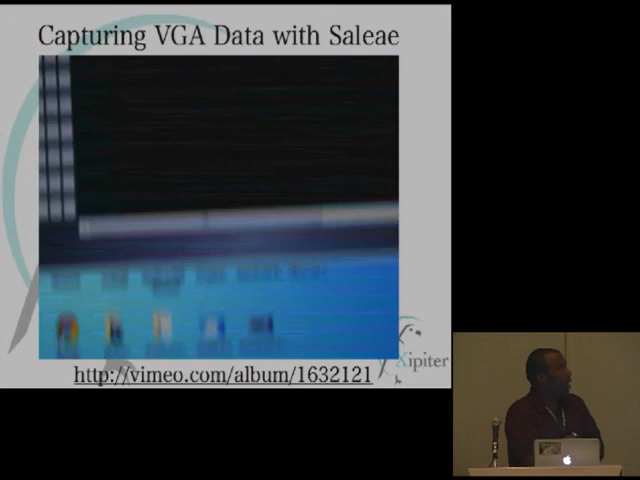 Capturing VGA Data with Saleae
Xipiter
http://vimeo.com/album/1632121